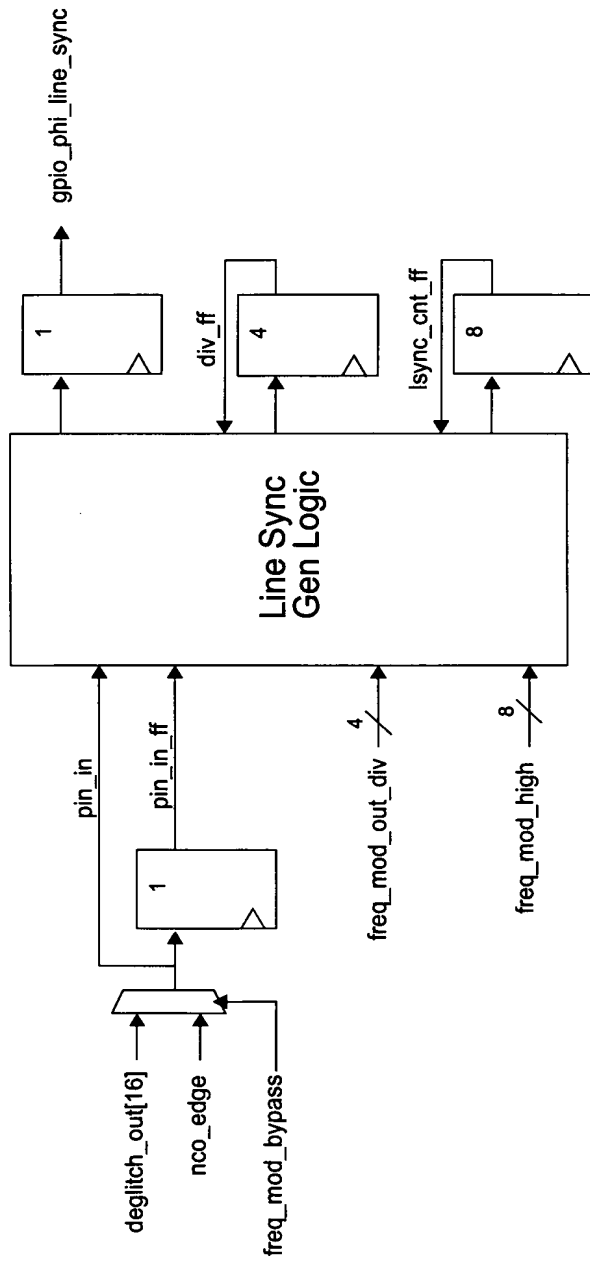 deglitch_out[16]
nco_edge
freq_mod_bypass
1
pin_in
pin_in_ff
freq_mod_out_div
4
freq_mod_high
8
Line Sync
Gen Logic
1
gpio_phi_line_sync
div_ff
4
lsync_cnt_ff
8